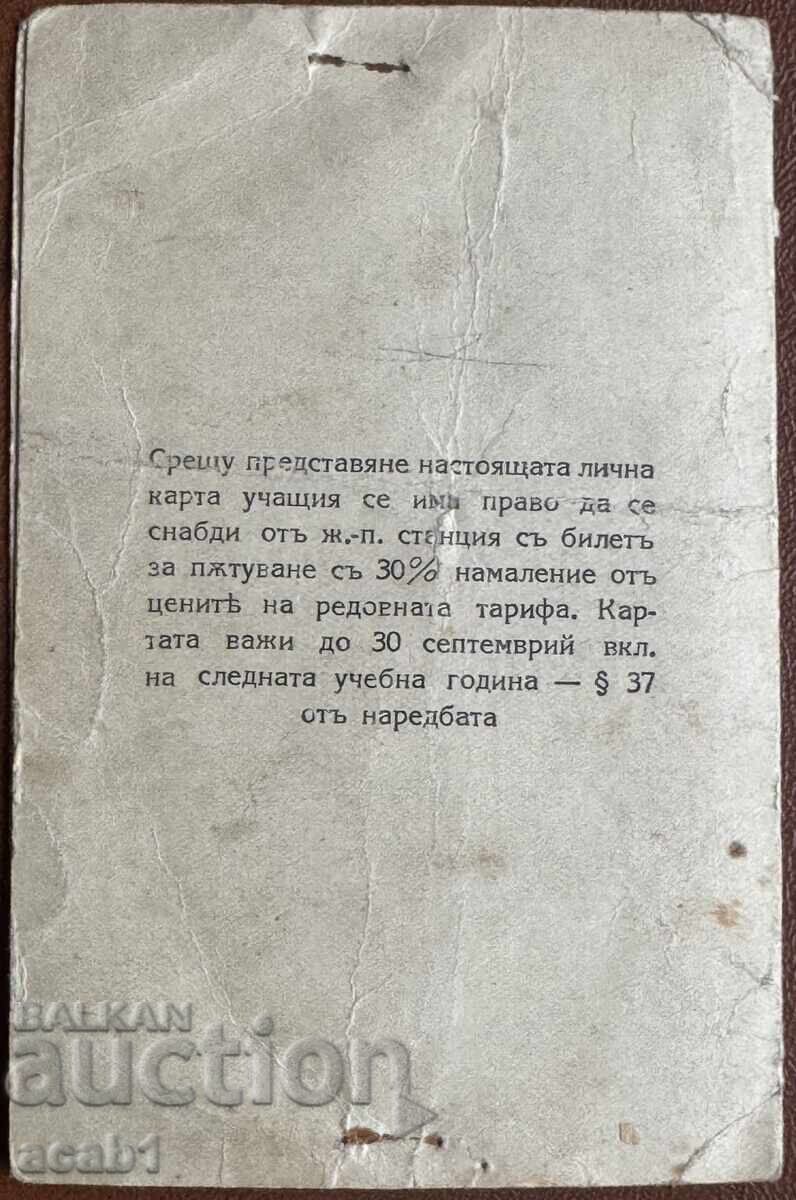 Срещу представяне настоящата лична
карта учащия се има право да се
снабди отъ ж.-п. станция съ билетъ
за пѫтуване съ 30% намаление отъ
ценитѣ на редовната тарифа. Кар-
тата важи до 30 септемврий вкл.
на следната учебна година — § 37
отъ наредбата
BALKAN
auction
acab1